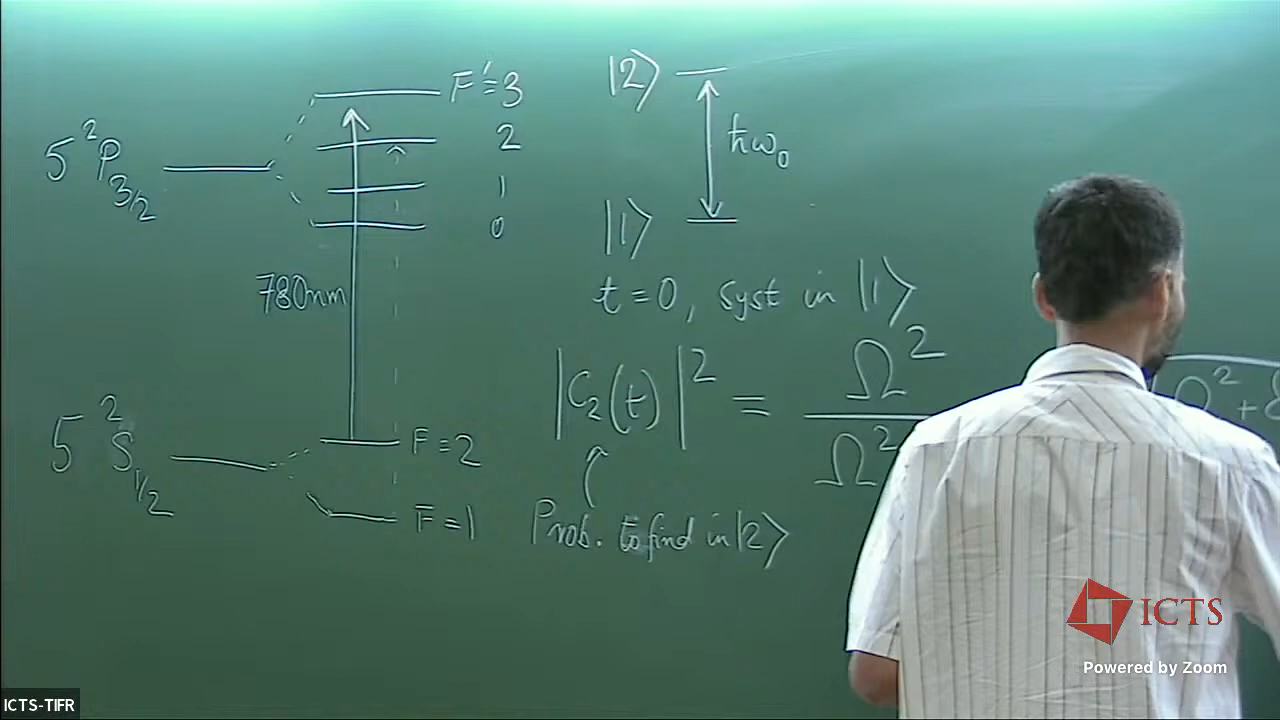 5 ²P₃/₂
F′=3
2
1
0
780nm
5 ²S₁/₂
F=2
F=1
|2⟩
ħω₀
|1⟩
t=0, syst in |1⟩
|C₂(t)|² = Ω² / Ω²
Ω² +
Prob. to find in |2⟩
ICTS
Powered by Zoom
ICTS-TIFR